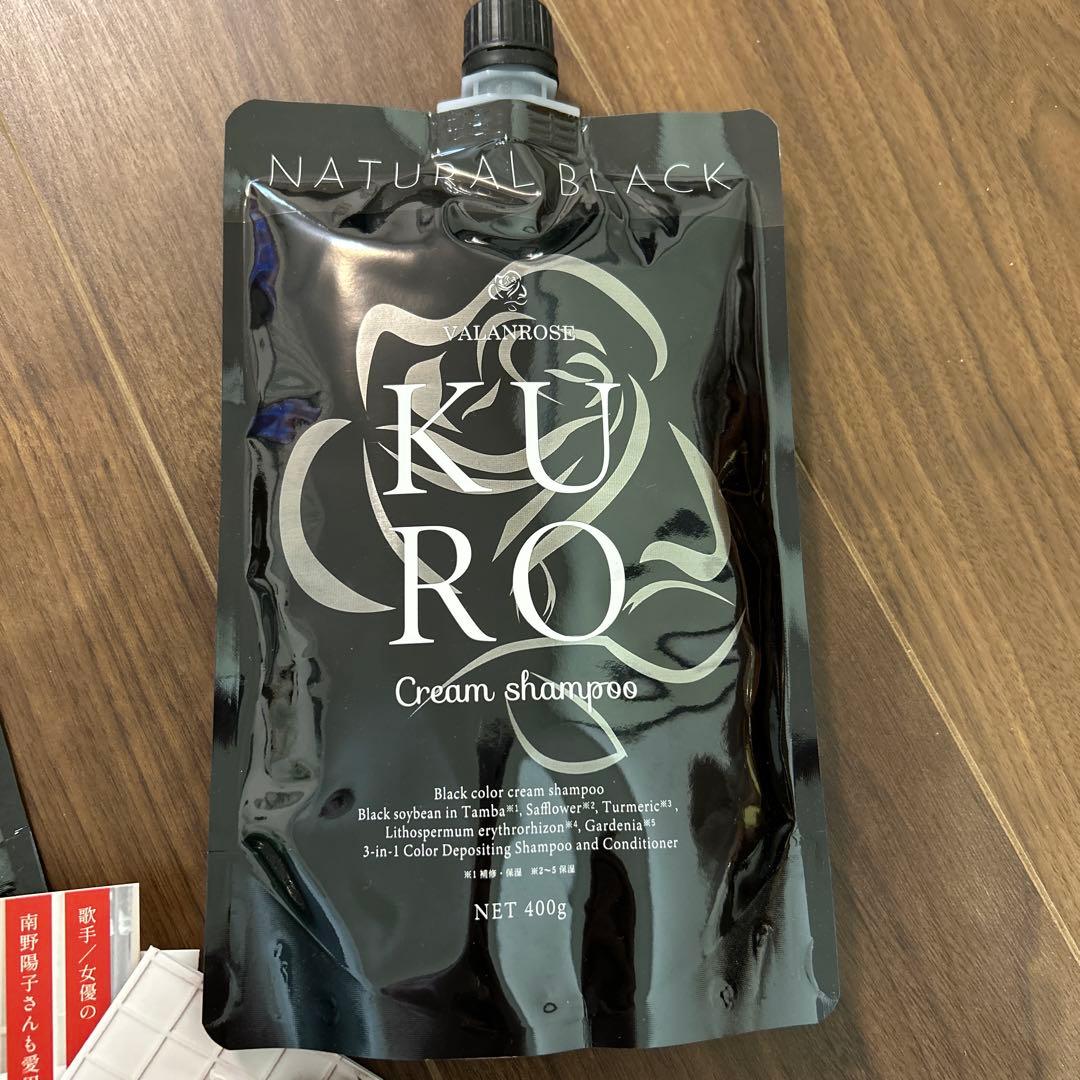 NATURAL BLACK
VALANROSE
KU
RO
Cream shampoo
Black color cream shampoo
Black soybean in Tamba※1, Safflower※2, Turmeric※3,
Lithospermum erythrorhizon※4, Gardenia※5
3-in-1 Color Depositing Shampoo and Conditioner
※1 補修・保湿 ※2～5 保湿
NET 400g
歌手／女優の
南野陽子さんも愛用